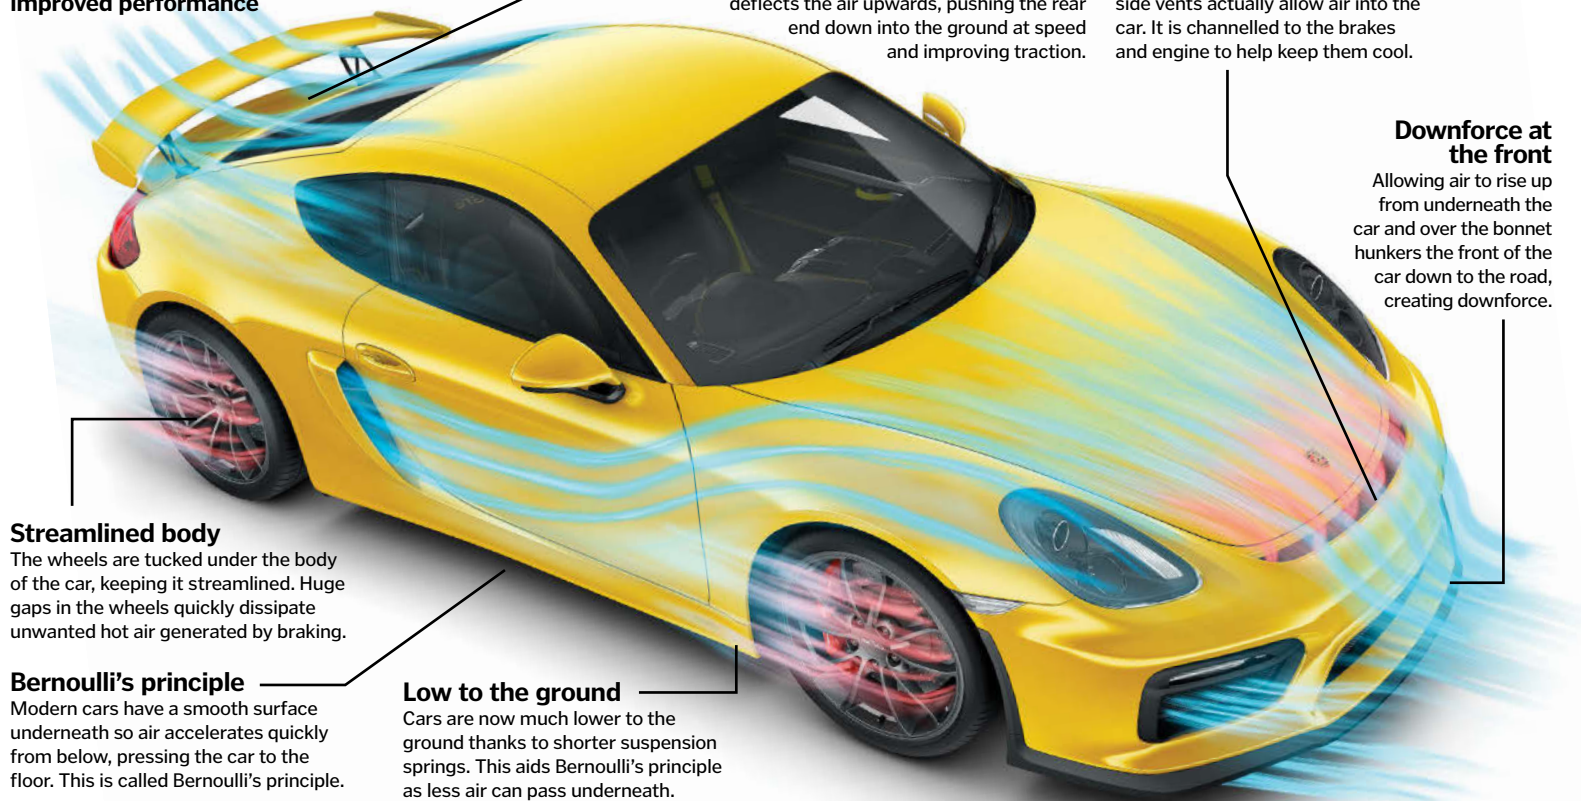 improved performance
deflects the air upwards, pushing the rear
end down into the ground at speed
and improving traction.
side vents actually allow air into the
car. It is channelled to the brakes
and engine to help keep them cool.
Downforce at
the front
Allowing air to rise up
from underneath the
car and over the bonnet
hunkers the front of the
car down to the road,
creating downforce.
Streamlined body
The wheels are tucked under the body
of the car, keeping it streamlined. Huge
gaps in the wheels quickly dissipate
unwanted hot air generated by braking.
Bernoulli’s principle
Modern cars have a smooth surface
underneath so air accelerates quickly
from below, pressing the car to the
floor. This is called Bernoulli’s principle.
Low to the ground
Cars are now much lower to the
ground thanks to shorter suspension
springs. This aids Bernoulli’s principle
as less air can pass underneath.